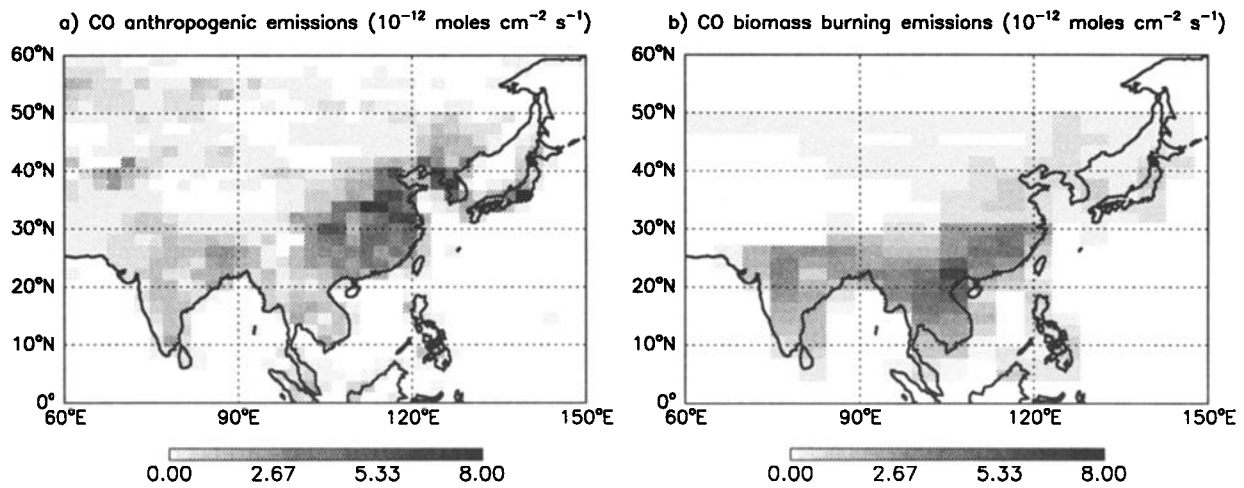 a) CO anthropogenic emissions (10⁻¹² moles cm⁻² s⁻¹)
b) CO biomass burning emissions (10⁻¹² moles cm⁻² s⁻¹)
60°N
50°N
40°N
30°N
20°N
10°N
0°
60°E
90°E
120°E
150°E
60°N
50°N
40°N
30°N
20°N
10°N
0°
60°E
90°E
120°E
150°E
0.00 2.67 5.33 8.00
0.00 2.67 5.33 8.00